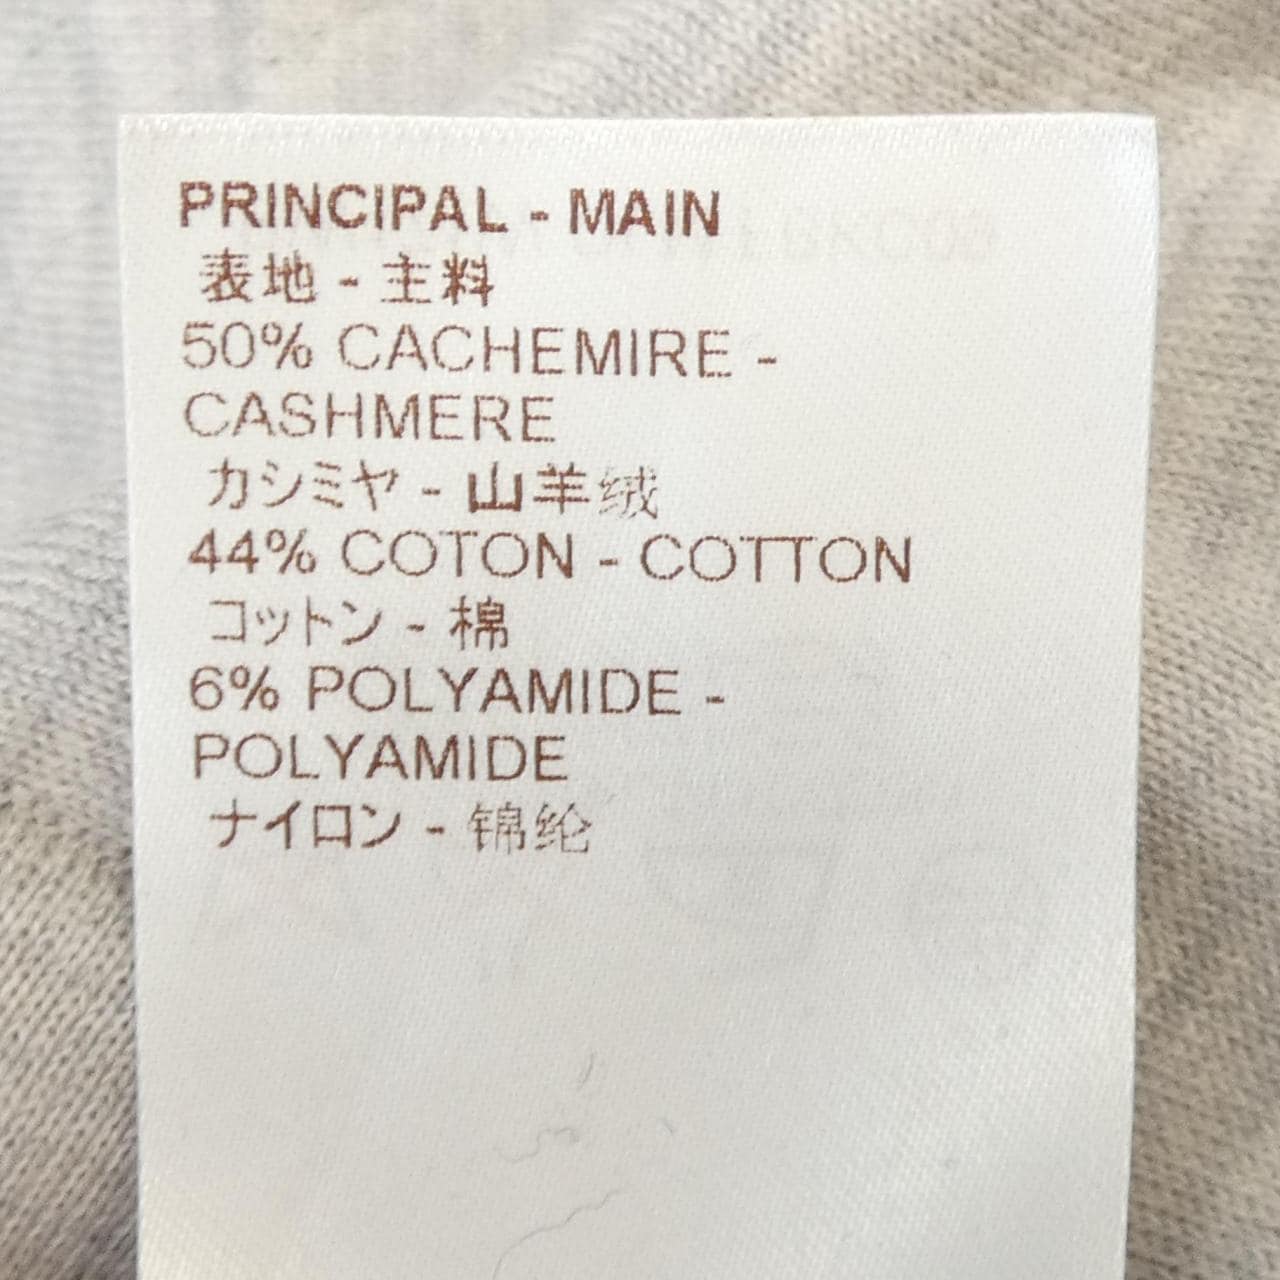 PRINCIPAL - MAIN
表地 - 主料
50% CACHEMIRE -
CASHMERE
カシミヤ - 山羊绒
44% COTON - COTTON
コットン - 棉
6% POLYAMIDE -
POLYAMIDE
ナイロン - 锦纶